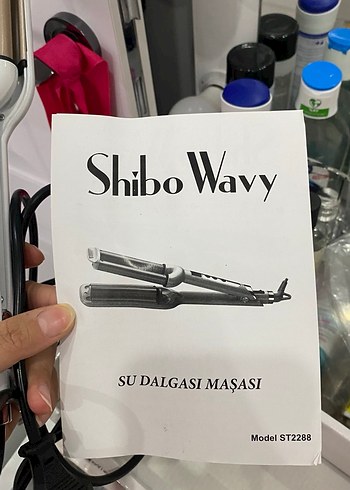 Shibo Wavy
SU DALGASI MAŞASI
Model ST2288